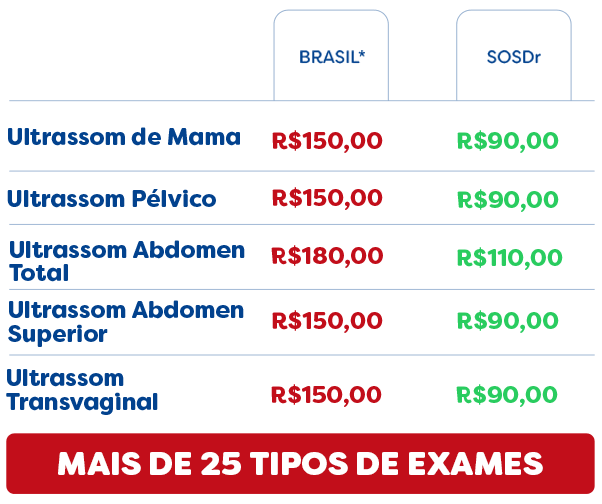 BRASIL* SOSDr
Ultrassom de Mama R$150,00 R$90,00
Ultrassom Pélvico R$150,00 R$90,00
Ultrassom Abdomen
Total R$180,00 R$110,00
Ultrassom Abdomen
Superior R$150,00 R$90,00
Ultrassom
Transvaginal R$150,00 R$90,00
MAIS DE 25 TIPOS DE EXAMES